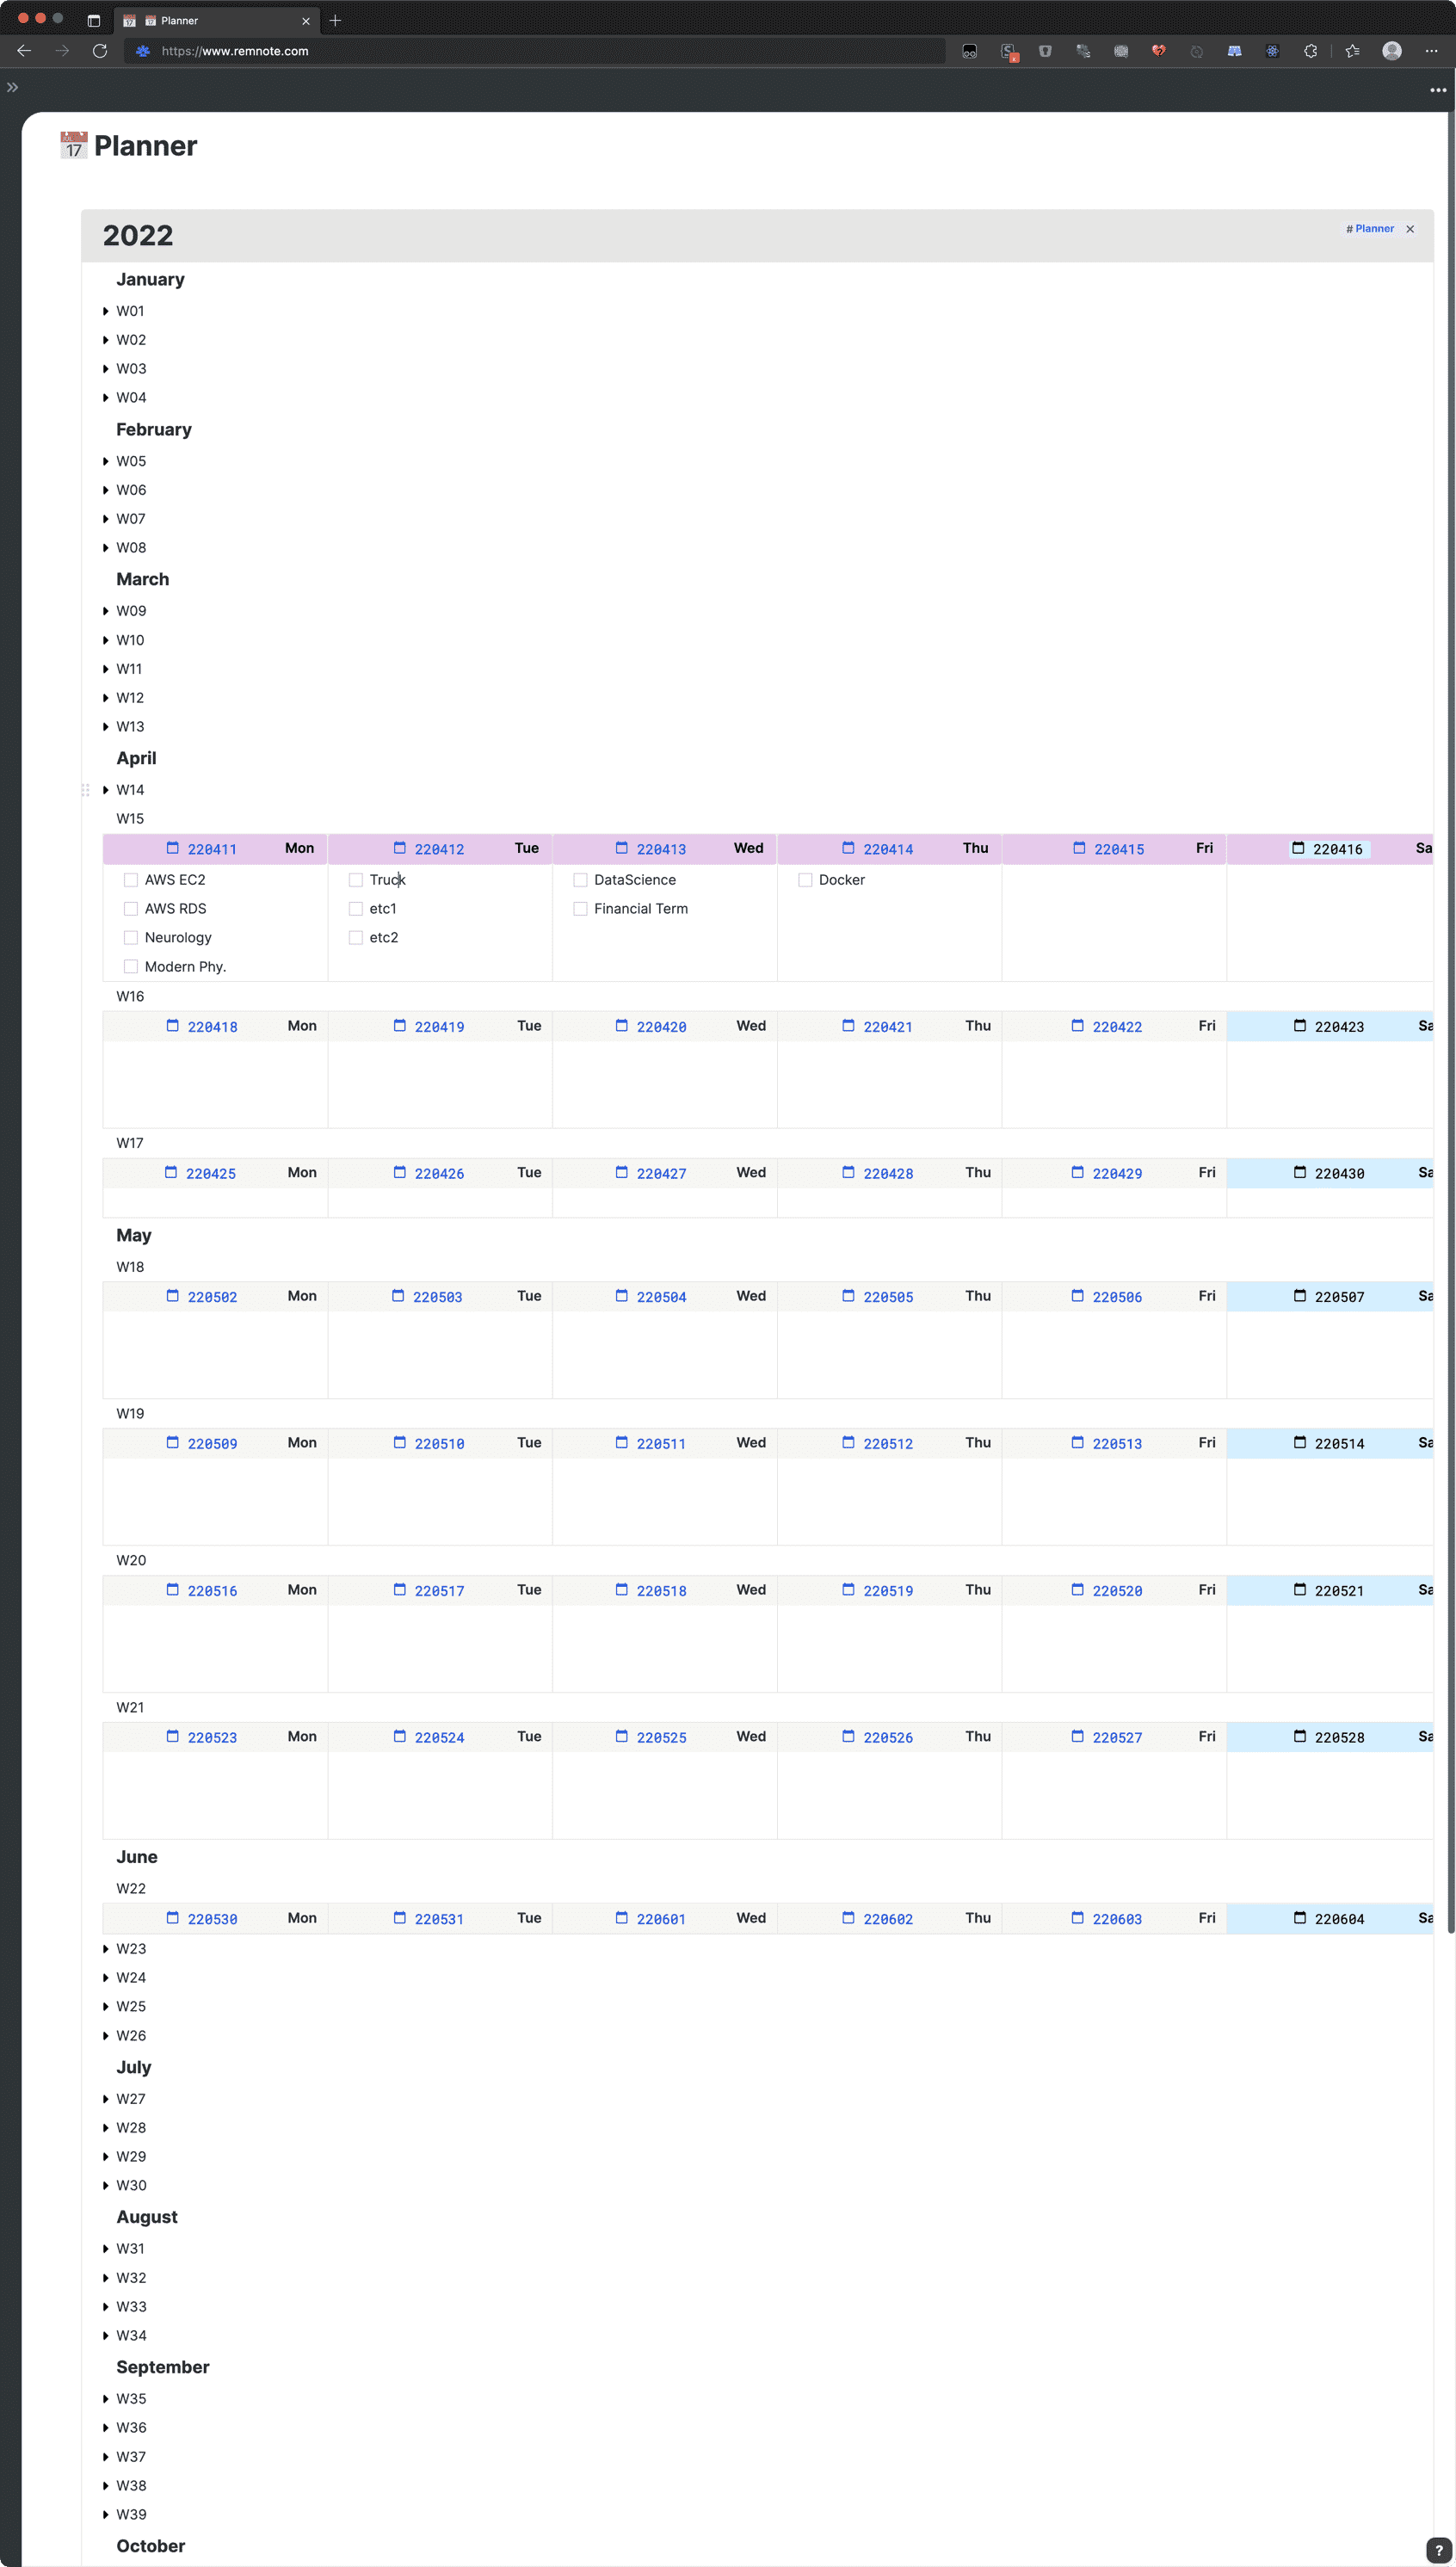 Planner
https://www.remnote.com
17 Planner
2022
# Planner
January
W01
W02
W03
W04
February
W05
W06
W07
W08
March
W09
W10
W11
W12
W13
April
W14
W15
220411 Mon 220412 Tue 220413 Wed 220414 Thu 220415 Fri 220416 Sa
AWS EC2 Truck DataScience Docker
AWS RDS etc1 Financial Term
Neurology etc2
Modern Phy.
W16
220418 Mon 220419 Tue 220420 Wed 220421 Thu 220422 Fri 220423 Sa
W17
220425 Mon 220426 Tue 220427 Wed 220428 Thu 220429 Fri 220430 Sa
May
W18
220502 Mon 220503 Tue 220504 Wed 220505 Thu 220506 Fri 220507 Sa
W19
220509 Mon 220510 Tue 220511 Wed 220512 Thu 220513 Fri 220514 Sa
W20
220516 Mon 220517 Tue 220518 Wed 220519 Thu 220520 Fri 220521 Sa
W21
220523 Mon 220524 Tue 220525 Wed 220526 Thu 220527 Fri 220528 Sa
June
W22
220530 Mon 220531 Tue 220601 Wed 220602 Thu 220603 Fri 220604 Sa
W23
W24
W25
W26
July
W27
W28
W29
W30
August
W31
W32
W33
W34
September
W35
W36
W37
W38
W39
October
?